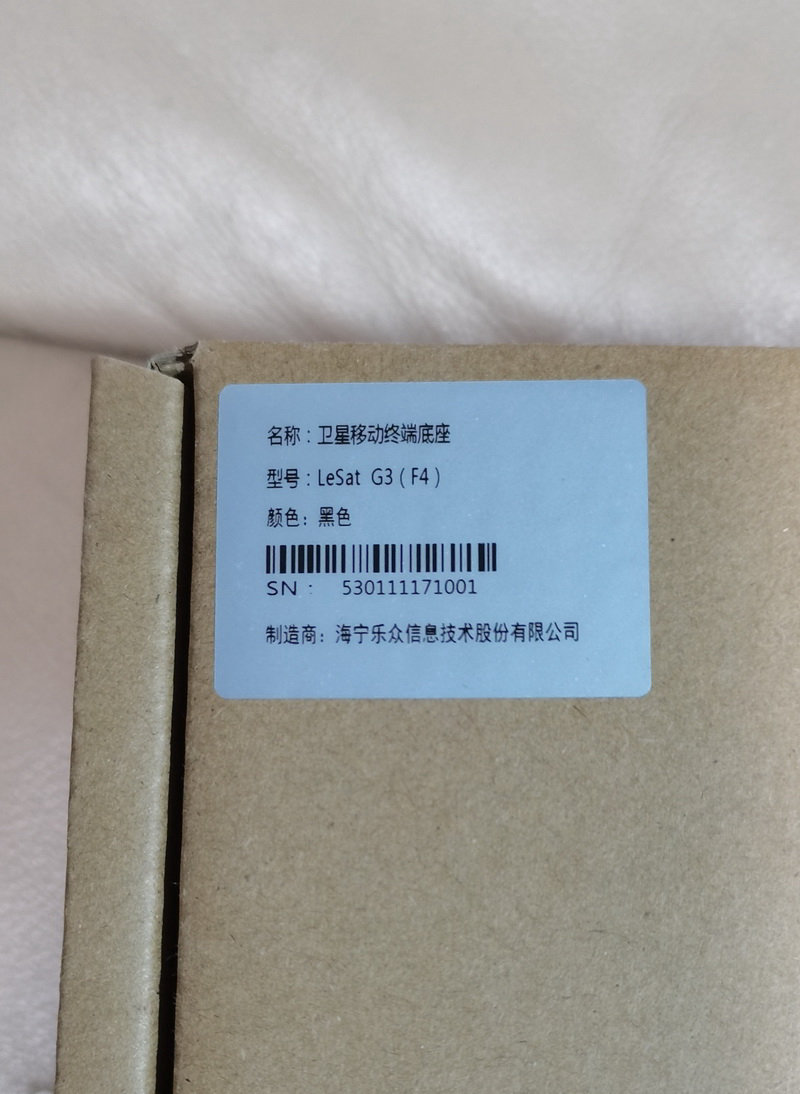 名称：卫星移动终端底座
型号：LeSat G3（F4）
颜色：黑色
SN： 530111171001
制造商：海宁乐众信息技术股份有限公司